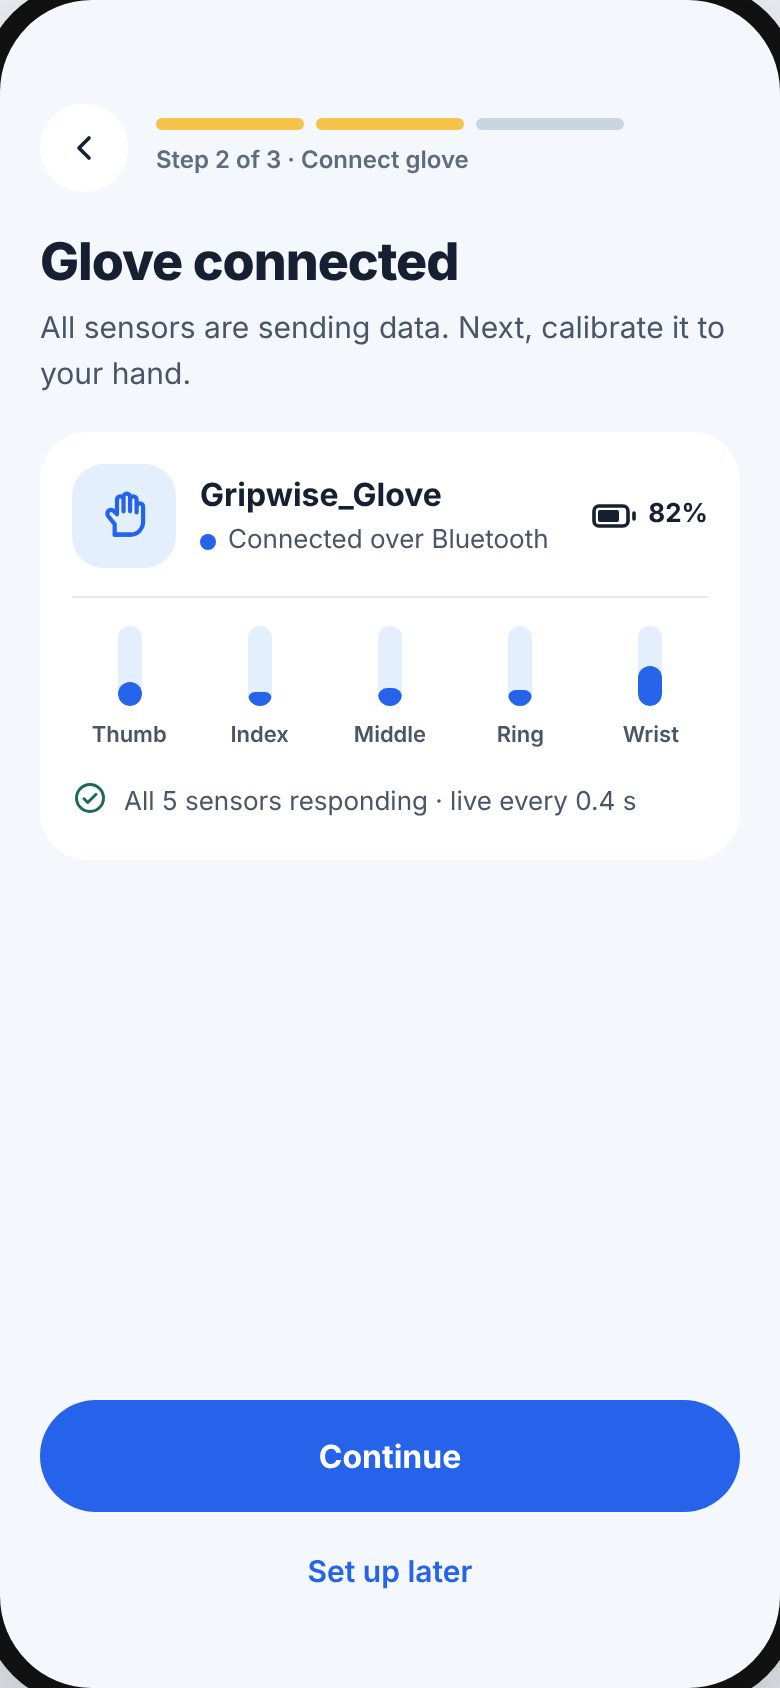 Step 2 of 3 · Connect glove
Glove connected
All sensors are sending data. Next, calibrate it to
your hand.
Gripwise_Glove
Connected over Bluetooth
82%
Thumb
Index
Middle
Ring
Wrist
All 5 sensors responding · live every 0.4 s
Continue
Set up later